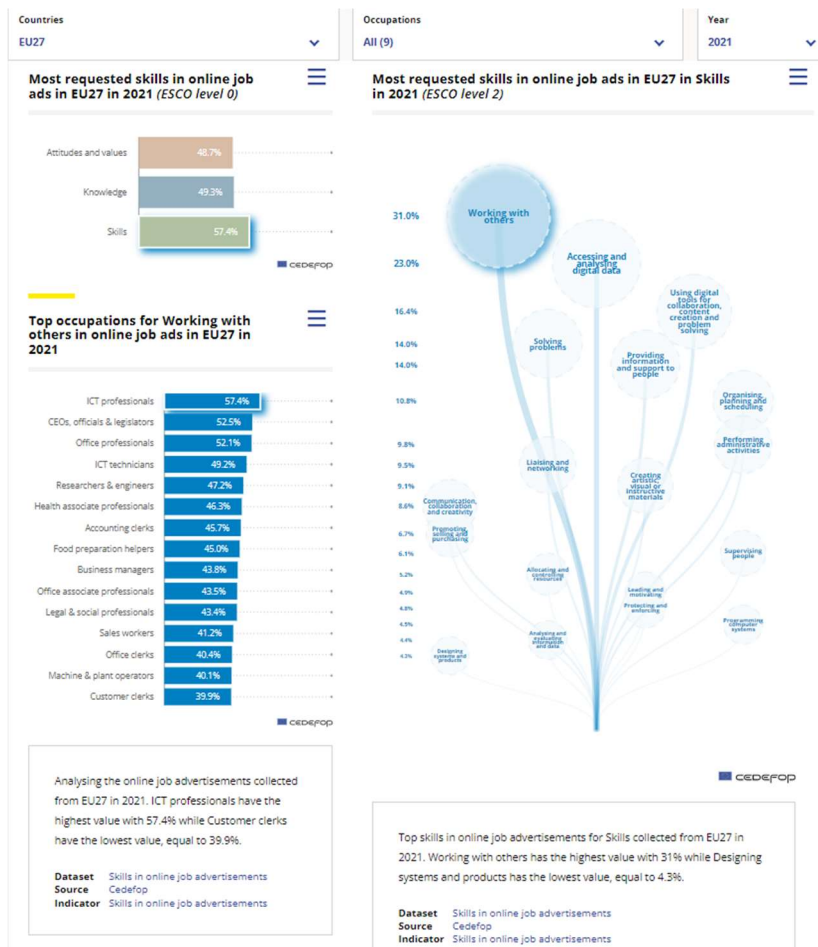 Countries
EU27
Occupations
All (9)
Year
2021
Most requested skills in online job
ads in EU27 in 2021 (ESCO level 0)
Attitudes and values 48.7%
Knowledge 49.3%
Skills 57.4%
CEDEFOP
Top occupations for Working with
others in online job ads in EU27 in
2021
ICT professionals 57.4%
CEOs, officials & legislators 52.5%
Office professionals 52.1%
ICT technicians 49.2%
Researchers & engineers 47.2%
Health associate professionals 46.3%
Accounting clerks 45.7%
Food preparation helpers 45.0%
Business managers 43.8%
Office associate professionals 43.5%
Legal & social professionals 43.4%
Sales workers 41.2%
Office clerks 40.4%
Machine & plant operators 40.1%
Customer clerks 39.9%
CEDEFOP
Analysing the online job advertisements collected
from EU27 in 2021. ICT professionals have the
highest value with 57.4% while Customer clerks
have the lowest value, equal to 39.9%.
Dataset Skills in online job advertisements
Source Cedefop
Indicator Skills in online job advertisements
Most requested skills in online job ads in EU27 in Skills
in 2021 (ESCO level 2)
31.0%
23.0%
16.4%
14.0%
14.0%
10.8%
9.8%
9.5%
9.1%
8.6%
6.7%
6.1%
5.2%
4.9%
4.8%
4.5%
4.4%
4.3%
Working with
others
Accessing and
analysing
digital data
Using digital
tools for
collaboration,
content
creation and
problem
solving
Solving
problems
Providing
information
and support to
people
Organising,
planning and
scheduling
Performing
administrative
activities
Liaising and
networking
Creating
artistic,
visual or
instructive
materials
Communication,
collaboration
and creativity
Promoting
selling and
purchasing
Supervising
people
Allocating and
controlling
resources
Leading and
motivating
Protecting and
enforcing
Programming
computer
systems
Analysing and
evaluating
information
and data
Designing
systems and
products
CEDEFOP
Top skills in online job advertisements for Skills collected from EU27 in
2021. Working with others has the highest value with 31% while Designing
systems and products has the lowest value, equal to 4.3%.
Dataset Skills in online job advertisements
Source Cedefop
Indicator Skills in online job advertisements